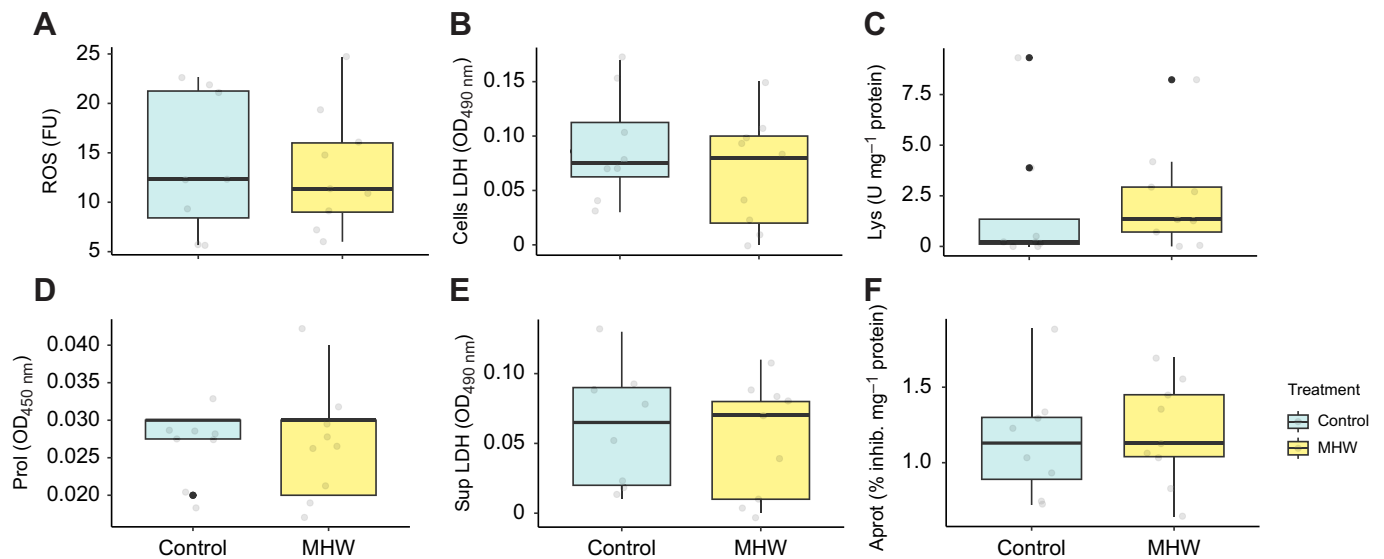 A
ROS (FU)
25
20
15
10
5
B
Cells LDH (OD490 nm)
0.15
0.10
0.05
0
C
Lys (U mg–1 protein)
7.5
2.5
0
D
Prol (OD450 nm)
0.040
0.035
0.030
0.025
0.020
Control
MHW
E
Sup LDH (OD490 nm)
0.10
0.05
0
Control
MHW
F
Aprot (% inhib. mg–1 protein)
1.5
1.0
Control
MHW
Treatment
Control
MHW